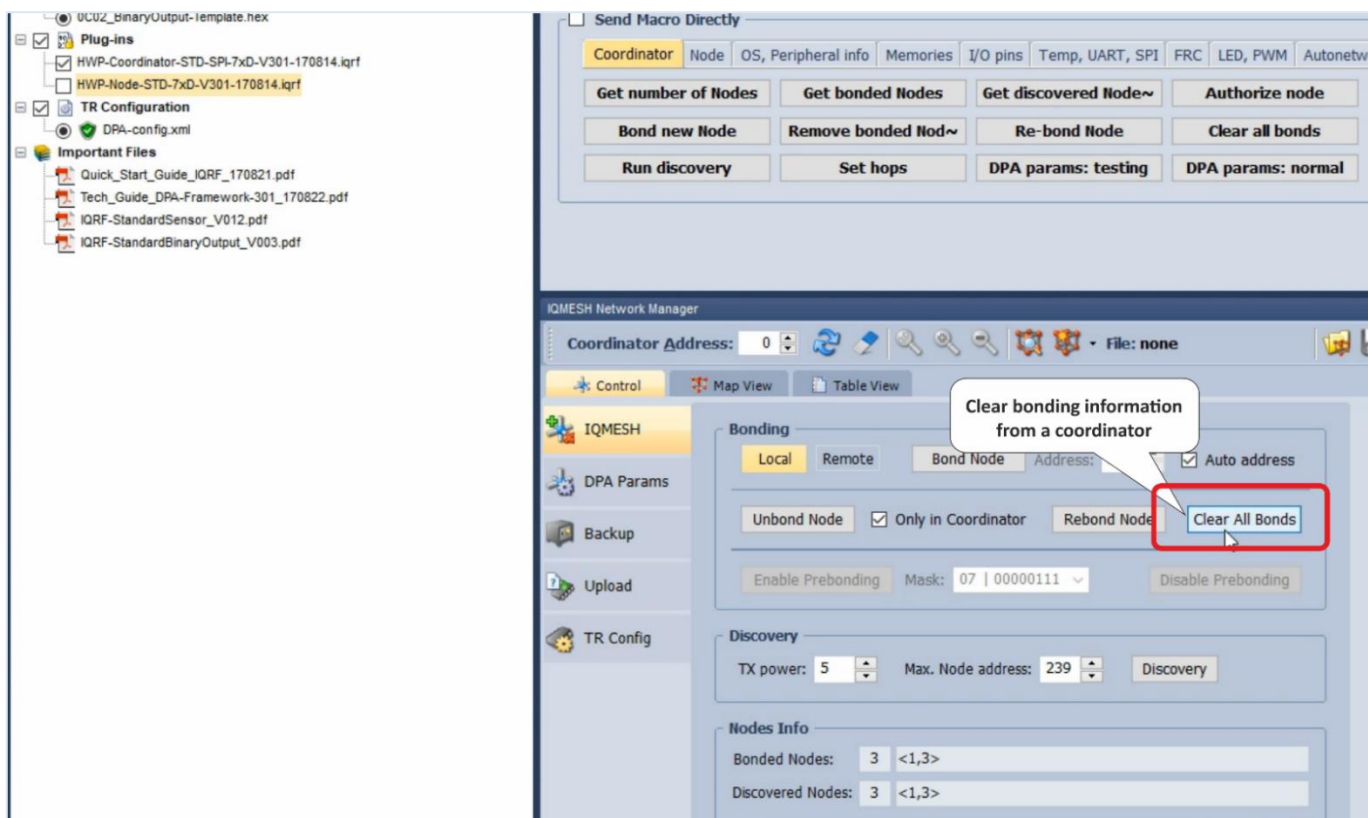 0C02_BinaryOutput-Template.hex
Plug-ins
HWP-Coordinator-STD-SPI-7xD-V301-170814.iqrf
HWP-Node-STD-7xD-V301-170814.iqrf
TR Configuration
DPA-config.xml
Important Files
Quick_Start_Guide_IQRF_170821.pdf
Tech_Guide_DPA-Framework-301_170822.pdf
IQRF-StandardSensor_V012.pdf
IQRF-StandardBinaryOutput_V003.pdf
Send Macro Directly
Coordinator Node OS, Peripheral info Memories I/O pins Temp, UART, SPI FRC LED, PWM Autonetw
Get number of Nodes Get bonded Nodes Get discovered Node~ Authorize node
Bond new Node Remove bonded Nod~ Re-bond Node Clear all bonds
Run discovery Set hops DPA params: testing DPA params: normal
IQMESH Network Manager
Coordinator Address: 0 File: none
Control Map View Table View
Clear bonding information
from a coordinator
IQMESH
DPA Params
Backup
Upload
TR Config
Bonding
Local Remote Bond Node Address: Auto address
Unbond Node Only in Coordinator Rebond Node Clear All Bonds
Enable Prebonding Mask: 07 | 00000111 Disable Prebonding
Discovery
TX power: 5 Max. Node address: 239 Discovery
Nodes Info
Bonded Nodes: 3 <1,3>
Discovered Nodes: 3 <1,3>